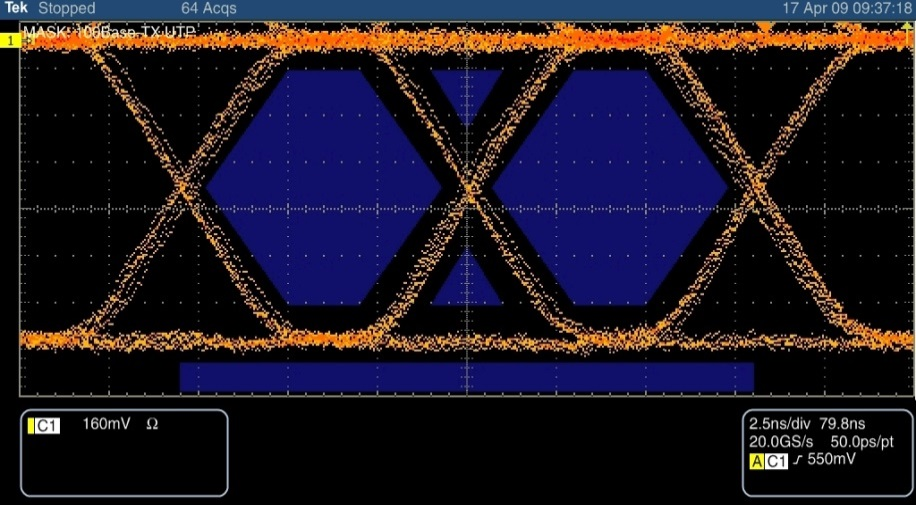 Tek Stopped 64 Acqs 17 Apr 09 09:37:18
MASK: 100Base-TX UTP
1
C1 160mV Ω
2.5ns/div 79.8ns
20.0GS/s 50.0ps/pt
A C1 ∫ 550mV